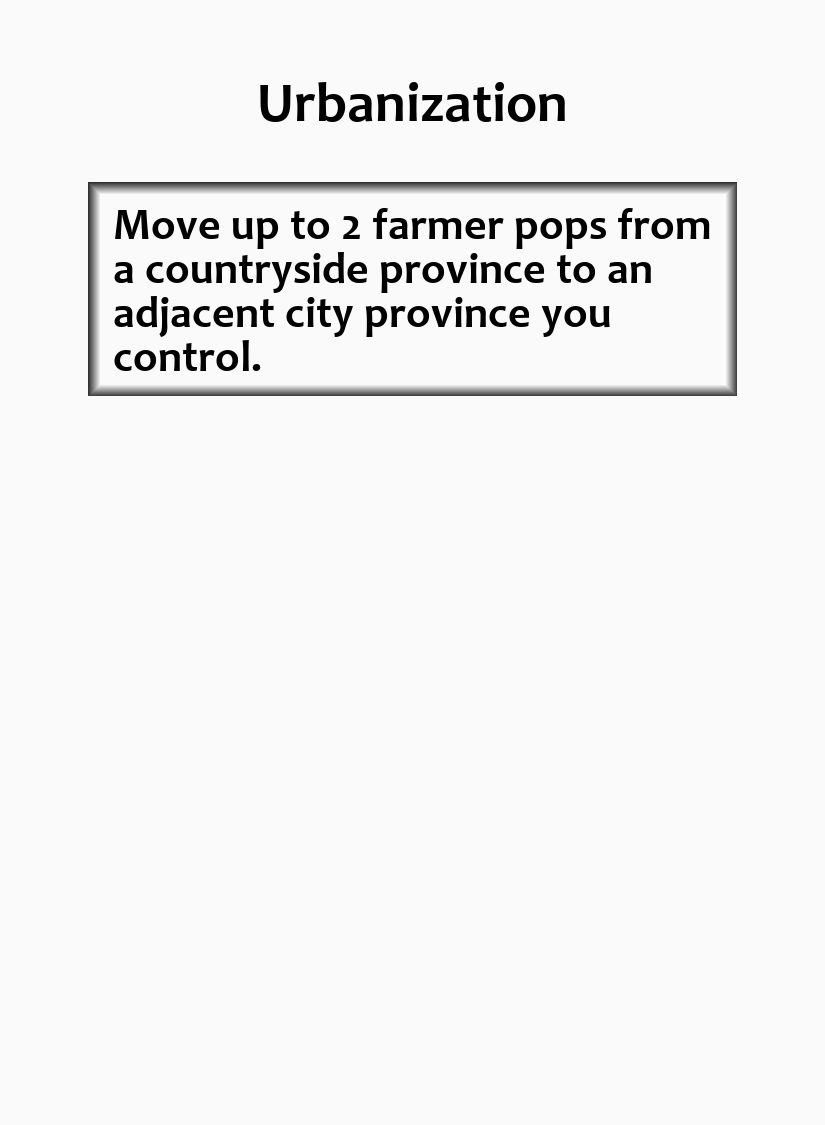 Urbanization
Move up to 2 farmer pops from
a countryside province to an
adjacent city province you
control.